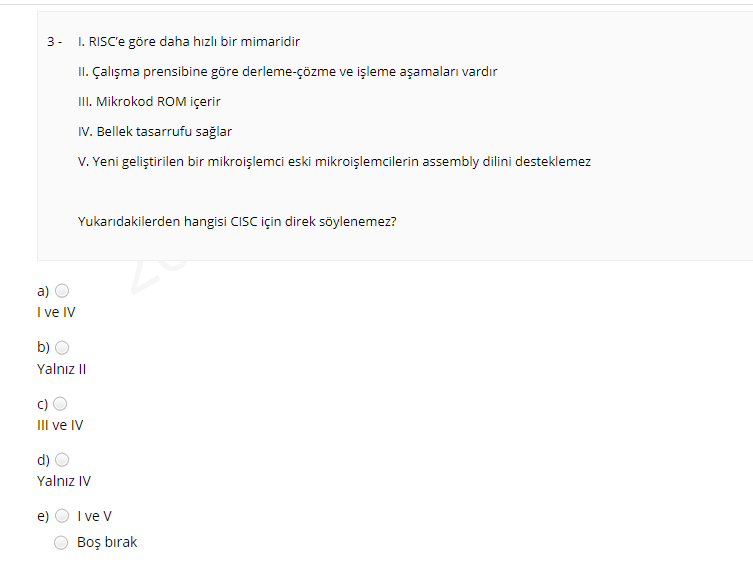 3 - I. RISC'e göre daha hızlı bir mimaridir
II. Çalışma prensibine göre derleme-çözme ve işleme aşamaları vardır
III. Mikrokod ROM içerir
IV. Bellek tasarrufu sağlar
V. Yeni geliştirilen bir mikroişlemci eski mikroişlemcilerin assembly dilini desteklemez
Yukarıdakilerden hangisi CISC için direk söylenemez?
a)
I ve IV
b)
Yalnız II
c)
III ve IV
d)
Yalnız IV
e) I ve V
Boş bırak